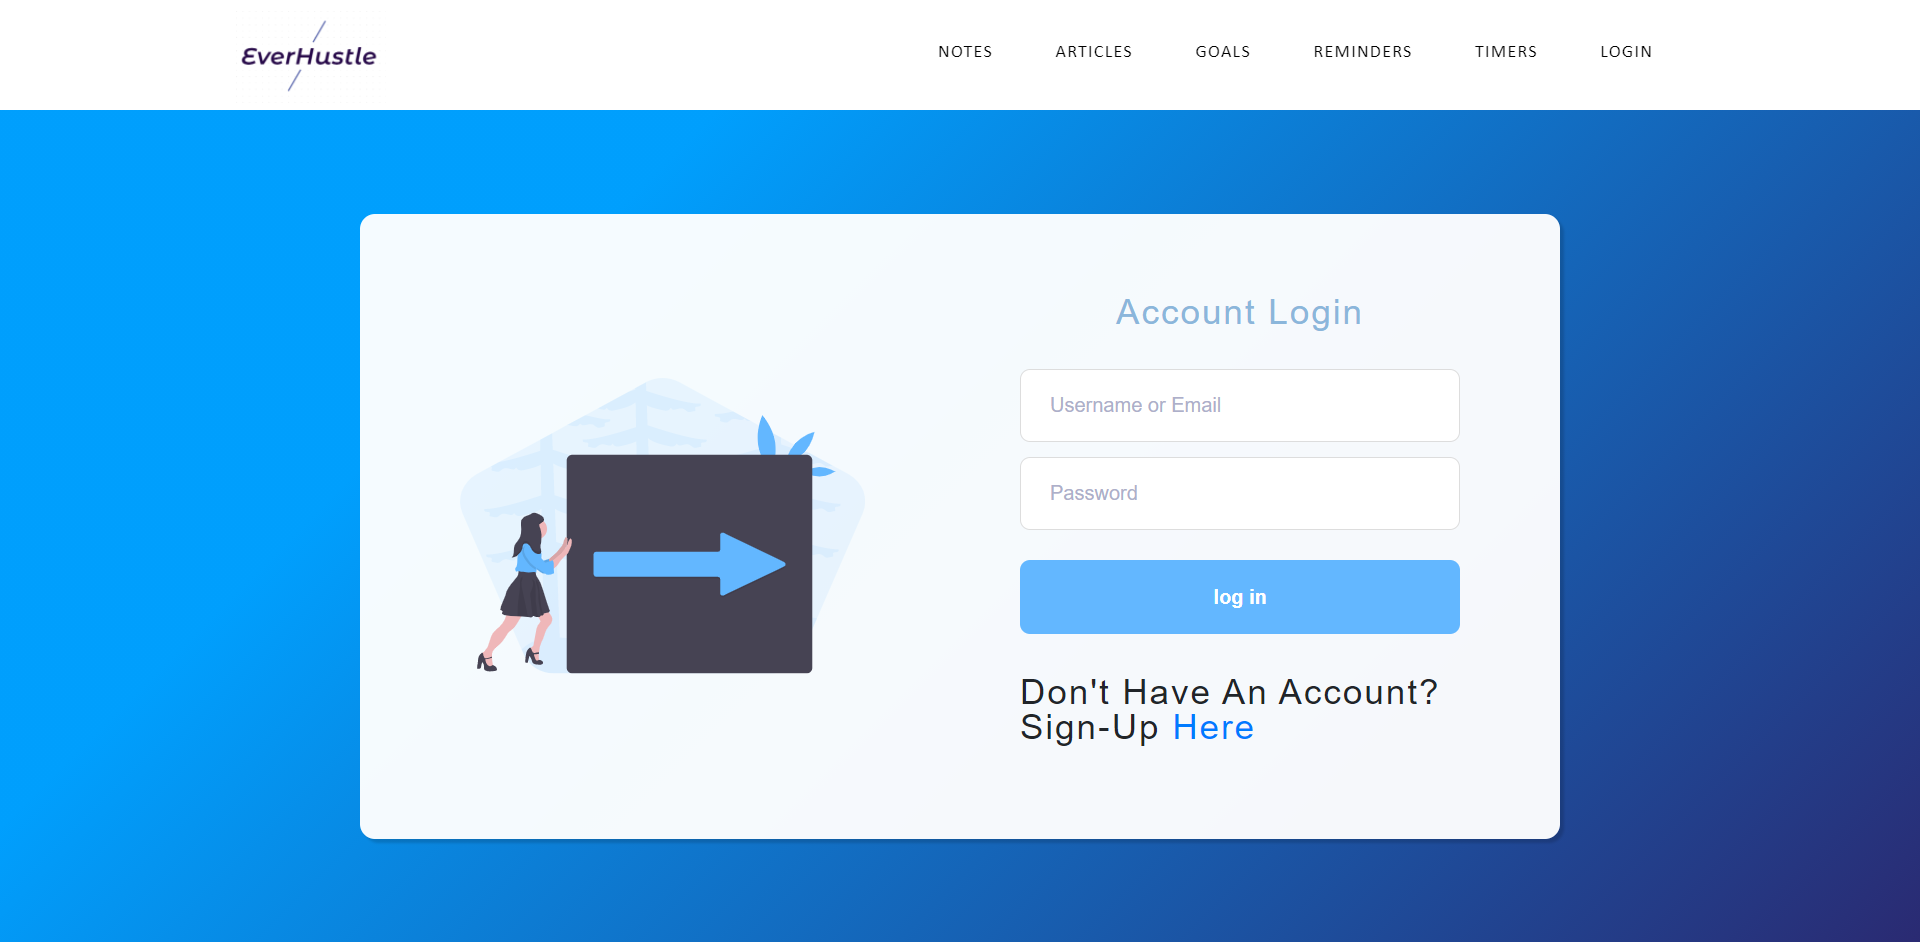 EverHustle
NOTES ARTICLES GOALS REMINDERS TIMERS LOGIN
Account Login
Username or Email
Password
log in
Don't Have An Account?
Sign-Up Here